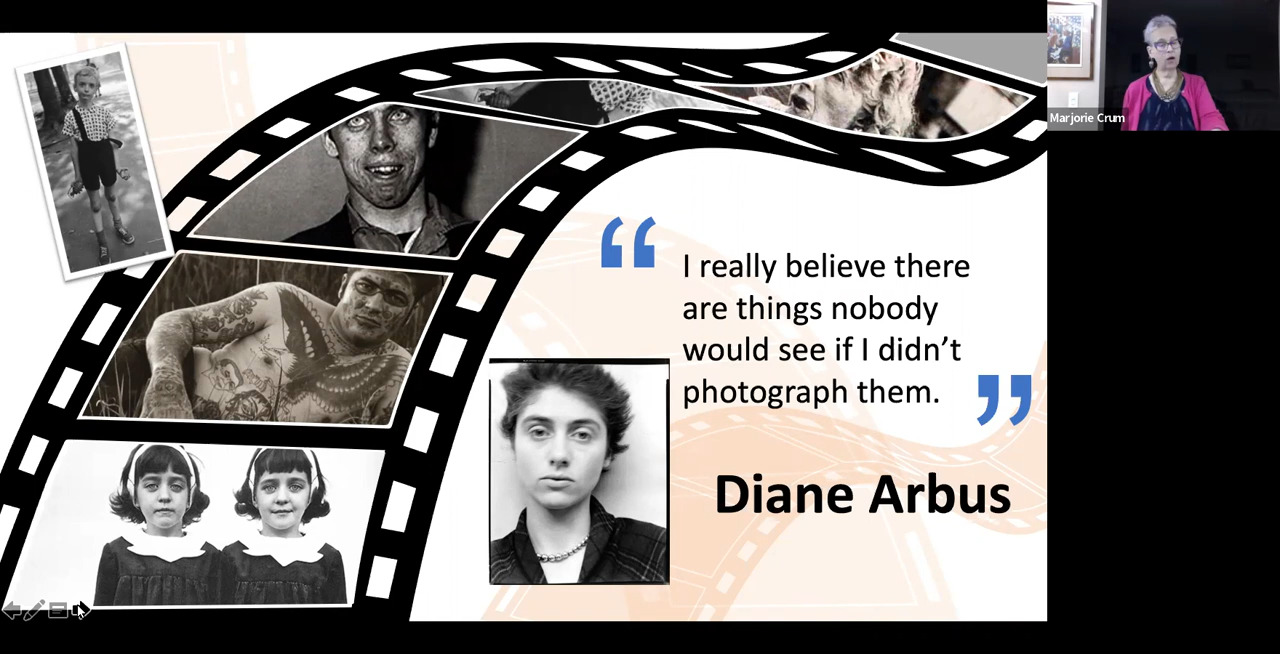 Marjorie Crum
“
I really believe there
are things nobody
would see if I didn’t
photograph them.
”
Diane Arbus